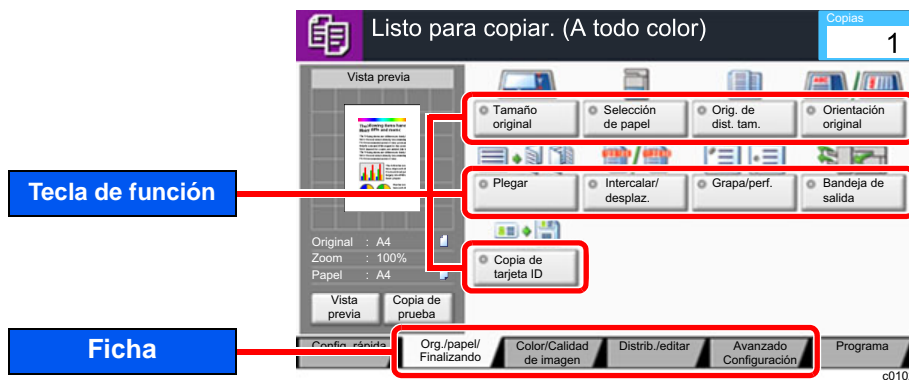 Listo para copiar. (A todo color)
Copias
1
Vista previa
Tamaño
original
Selección
de papel
Orig. de
dist. tam.
Orientación
original
Tecla de función
Plegar
Intercalar/
desplaz.
Grapa/perf.
Bandeja de
salida
Original : A4
Zoom : 100%
Papel : A4
Copia de
tarjeta ID
Vista
previa
Copia de
prueba
Ficha
Config. rápida
Org./papel/
Finalizando
Color/Calidad
de imagen
Distrib./editar
Avanzado
Configuración
Programa
c010